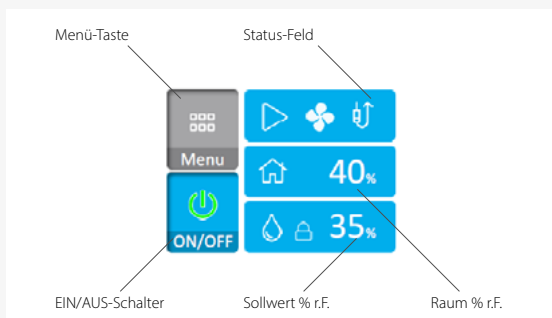 Menü-Taste
Status-Feld
Menu
40%
ON/OFF
35%
EIN/AUS-Schalter
Sollwert % r.F.
Raum % r.F.